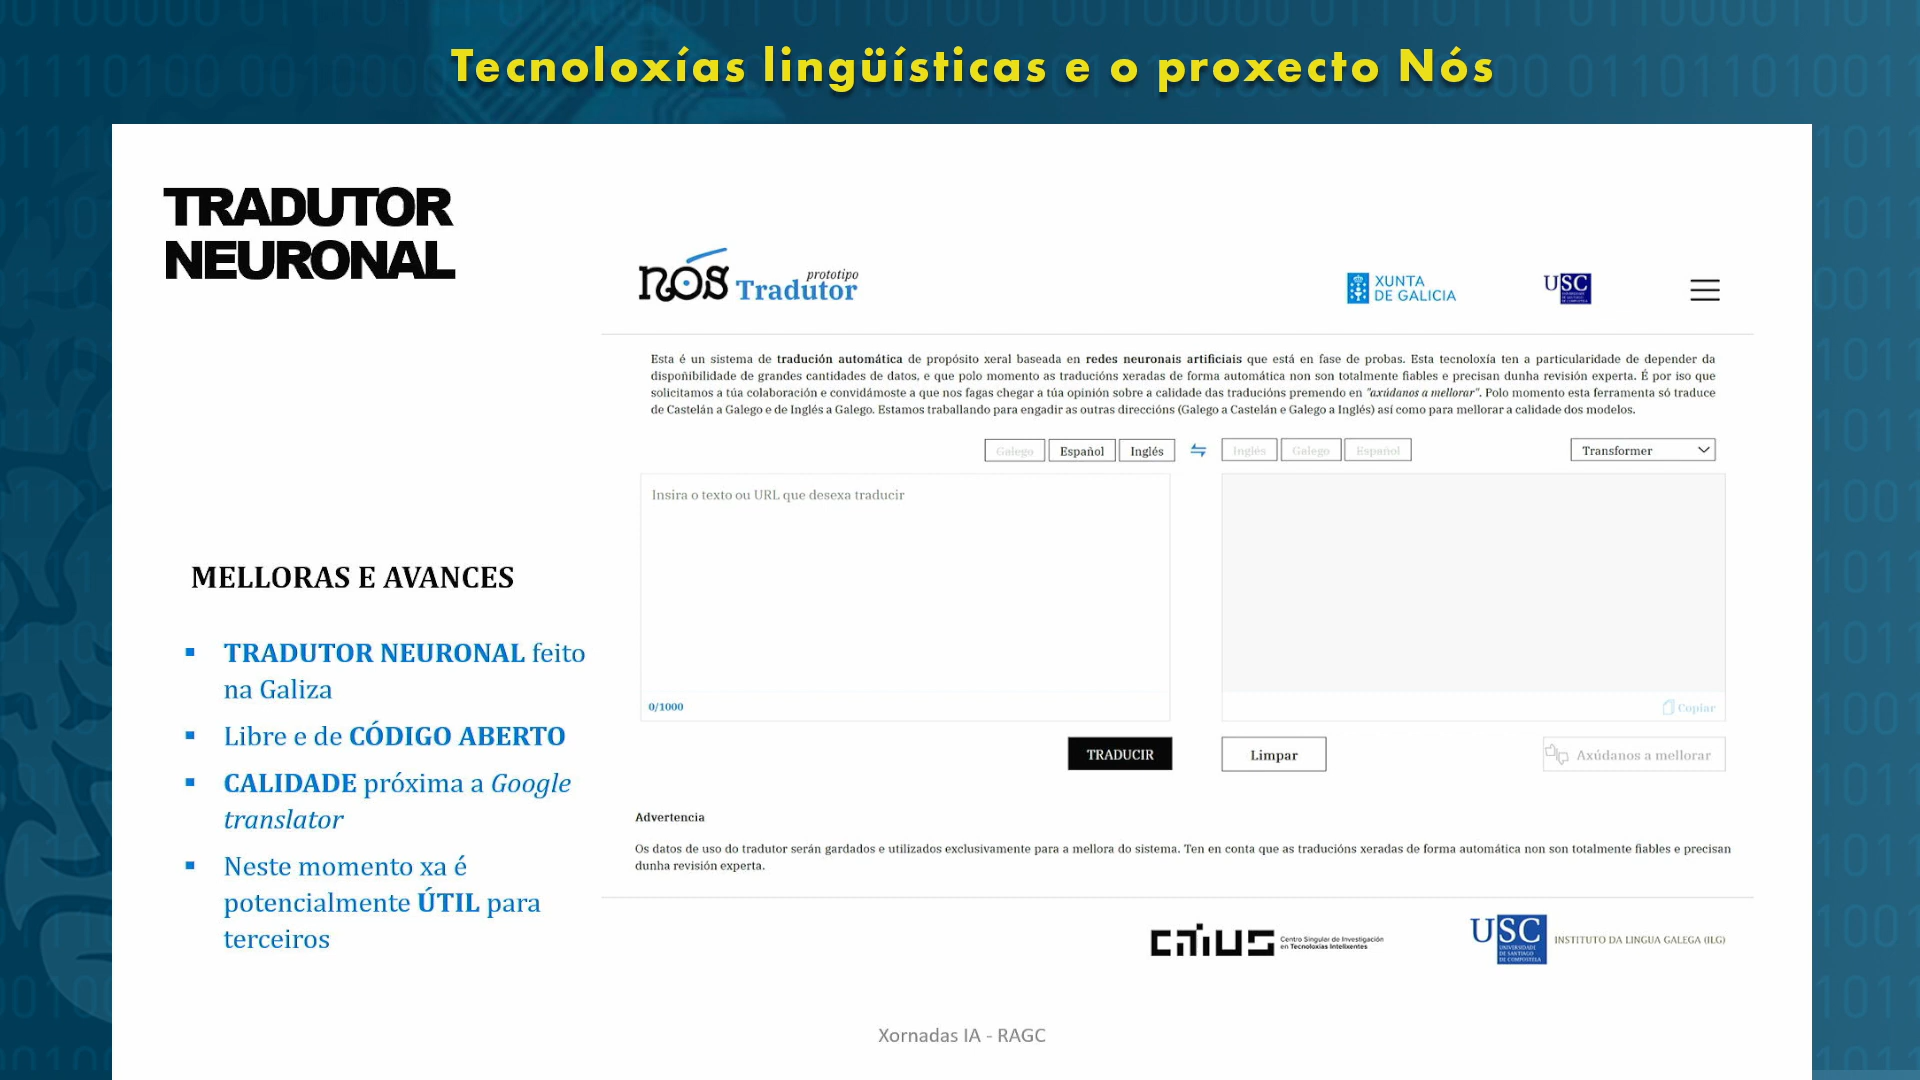 Tecnoloxías lingüísticas e o proxecto Nós
TRADUTOR
NEURONAL
MELLORAS E AVANCES
TRADUTOR NEURONAL feito
na Galiza
Libre e de CÓDIGO ABERTO
CALIDADE próxima a Google
translator
Neste momento xa é
potencialmente ÚTIL para
terceiros
nós prototipo
Tradutor
XUNTA
DE GALICIA
USC
Esta é un sistema de tradución automática de propósito xeral baseada en redes neuronais artificiais que está en fase de probas. Esta tecnoloxía ten a particularidade de depender da
dispoñibilidade de grandes cantidades de datos, e que polo momento as traducións xeradas de forma automática non son totalmente fiables e precisan dunha revisión experta. É por iso que
solicitamos a túa colaboración e convidámoste a que nos fagas chegar a túa opinión sobre a calidade das traducións premendo en "axúdanos a mellorar". Polo momento esta ferramenta só traduce
de Castelán a Galego e de Inglés a Galego. Estamos traballando para engadir as outras direccións (Galego a Castelán e Galego a Inglés) así como para mellorar a calidade dos modelos.
Galego Español Inglés Inglés Galego Español Transformer
Insira o texto ou URL que desexa traducir
0/1000
Copiar
TRADUCIR Limpar Axúdanos a mellorar
Advertencia
Os datos de uso do tradutor serán gardados e utilizados exclusivamente para a mellora do sistema. Ten en conta que as traducións xeradas de forma automática non son totalmente fiables e precisan
dunha revisión experta.
CiTIUS
Centro Singular de Investigación
en Tecnoloxías Intelixentes
USC
UNIVERSIDADE
DE SANTIAGO
DE COMPOSTELA
INSTITUTO DA LINGUA GALEGA (ILG)
Xornadas IA - RAGC